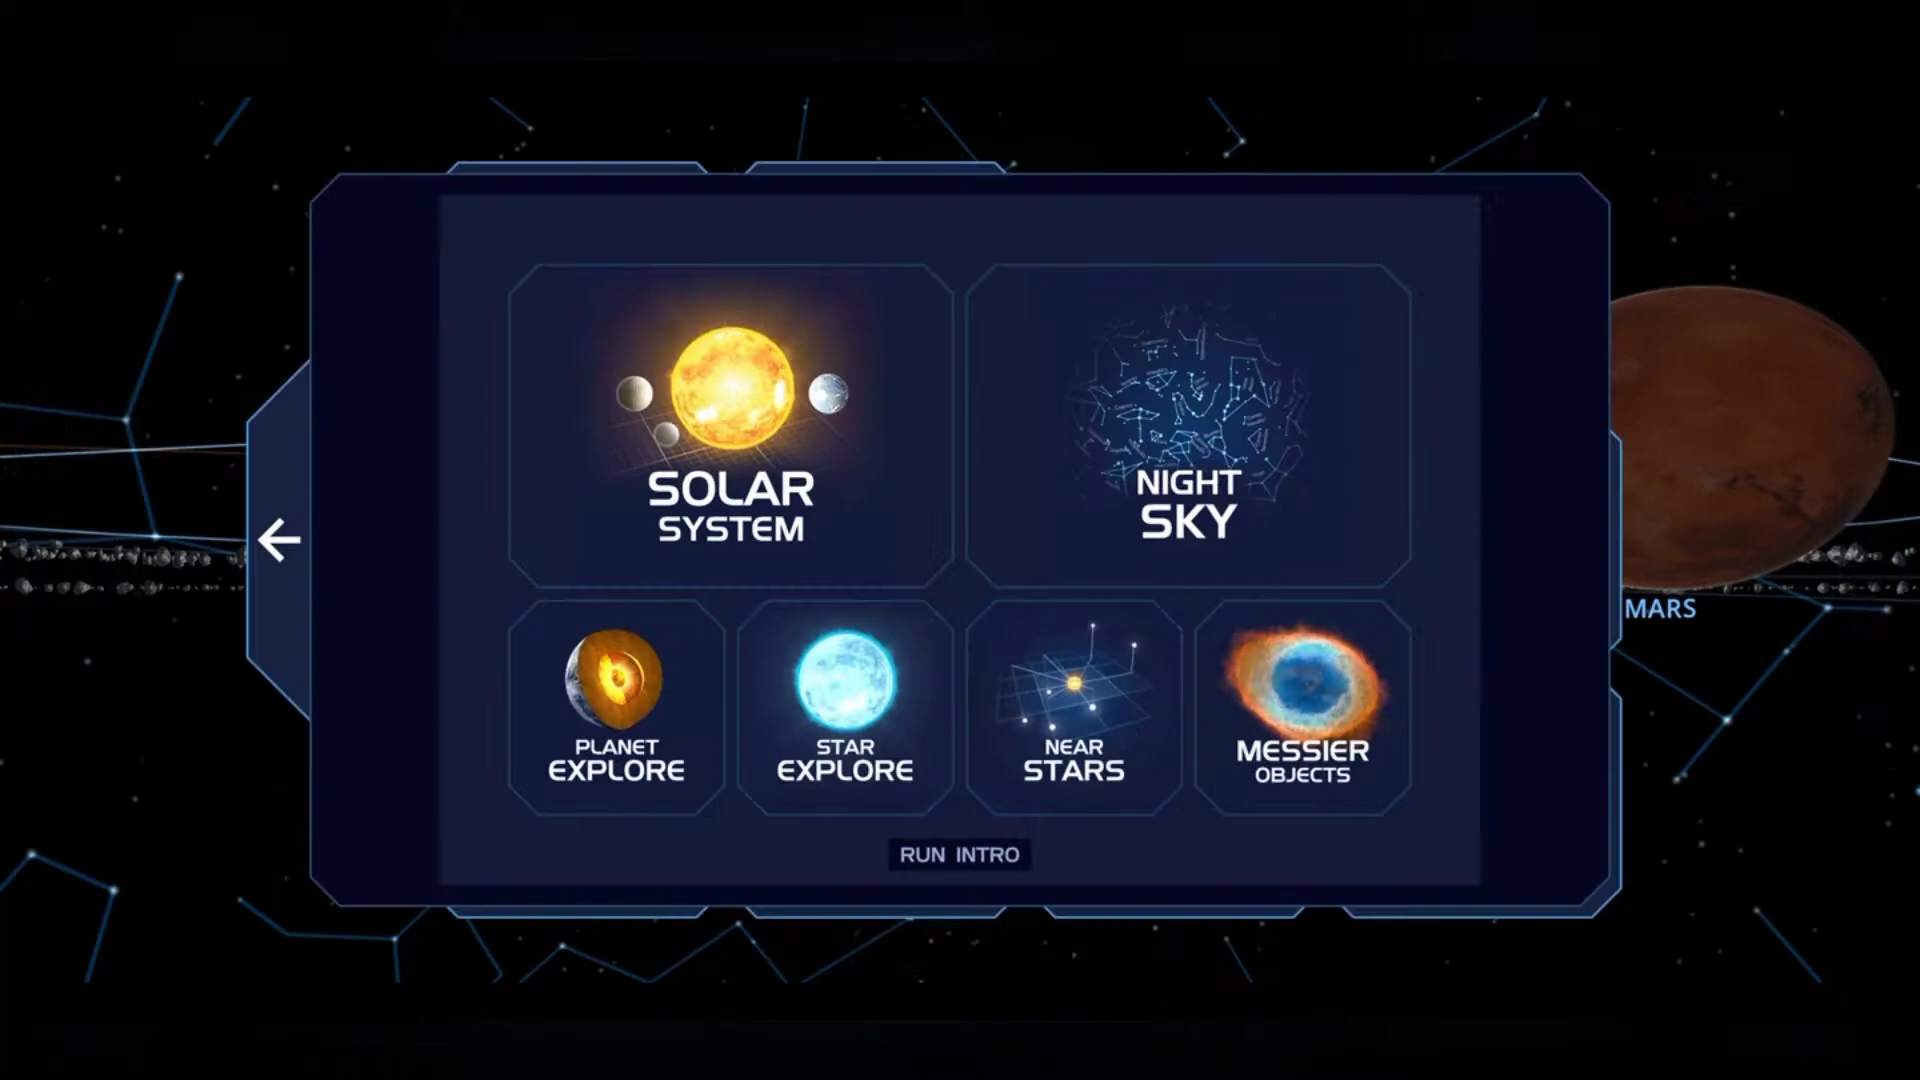 SOLAR
SYSTEM
NIGHT
SKY
MARS
PLANET
EXPLORE
STAR
EXPLORE
NEAR
STARS
MESSIER
OBJECTS
RUN INTRO